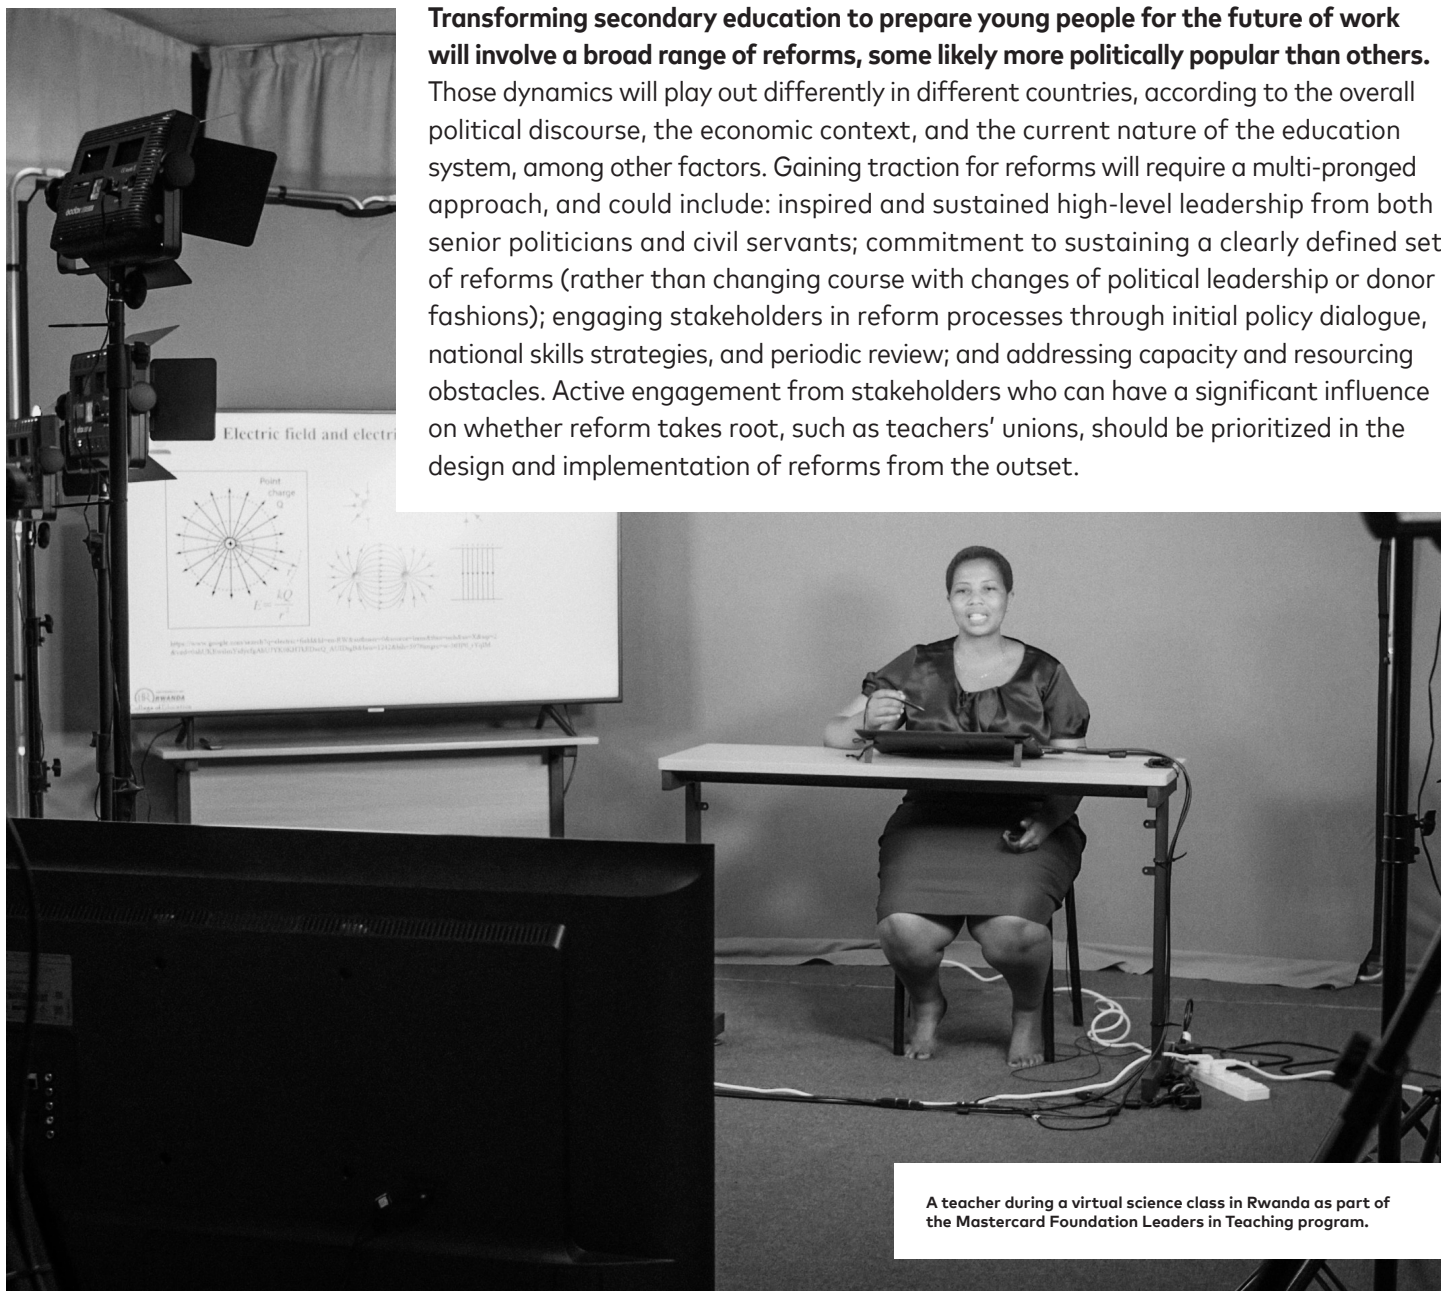 Transforming secondary education to prepare young people for the future of work
will involve a broad range of reforms, some likely more politically popular than others.
Those dynamics will play out differently in different countries, according to the overall
political discourse, the economic context, and the current nature of the education
system, among other factors. Gaining traction for reforms will require a multi-pronged
approach, and could include: inspired and sustained high-level leadership from both
senior politicians and civil servants; commitment to sustaining a clearly defined set
of reforms (rather than changing course with changes of political leadership or donor
fashions); engaging stakeholders in reform processes through initial policy dialogue,
national skills strategies, and periodic review; and addressing capacity and resourcing
obstacles. Active engagement from stakeholders who can have a significant influence
on whether reform takes root, such as teachers’ unions, should be prioritized in the
design and implementation of reforms from the outset.
Electric field and electri
Point
charge
Q
RWANDA
A teacher during a virtual science class in Rwanda as part of
the Mastercard Foundation Leaders in Teaching program.